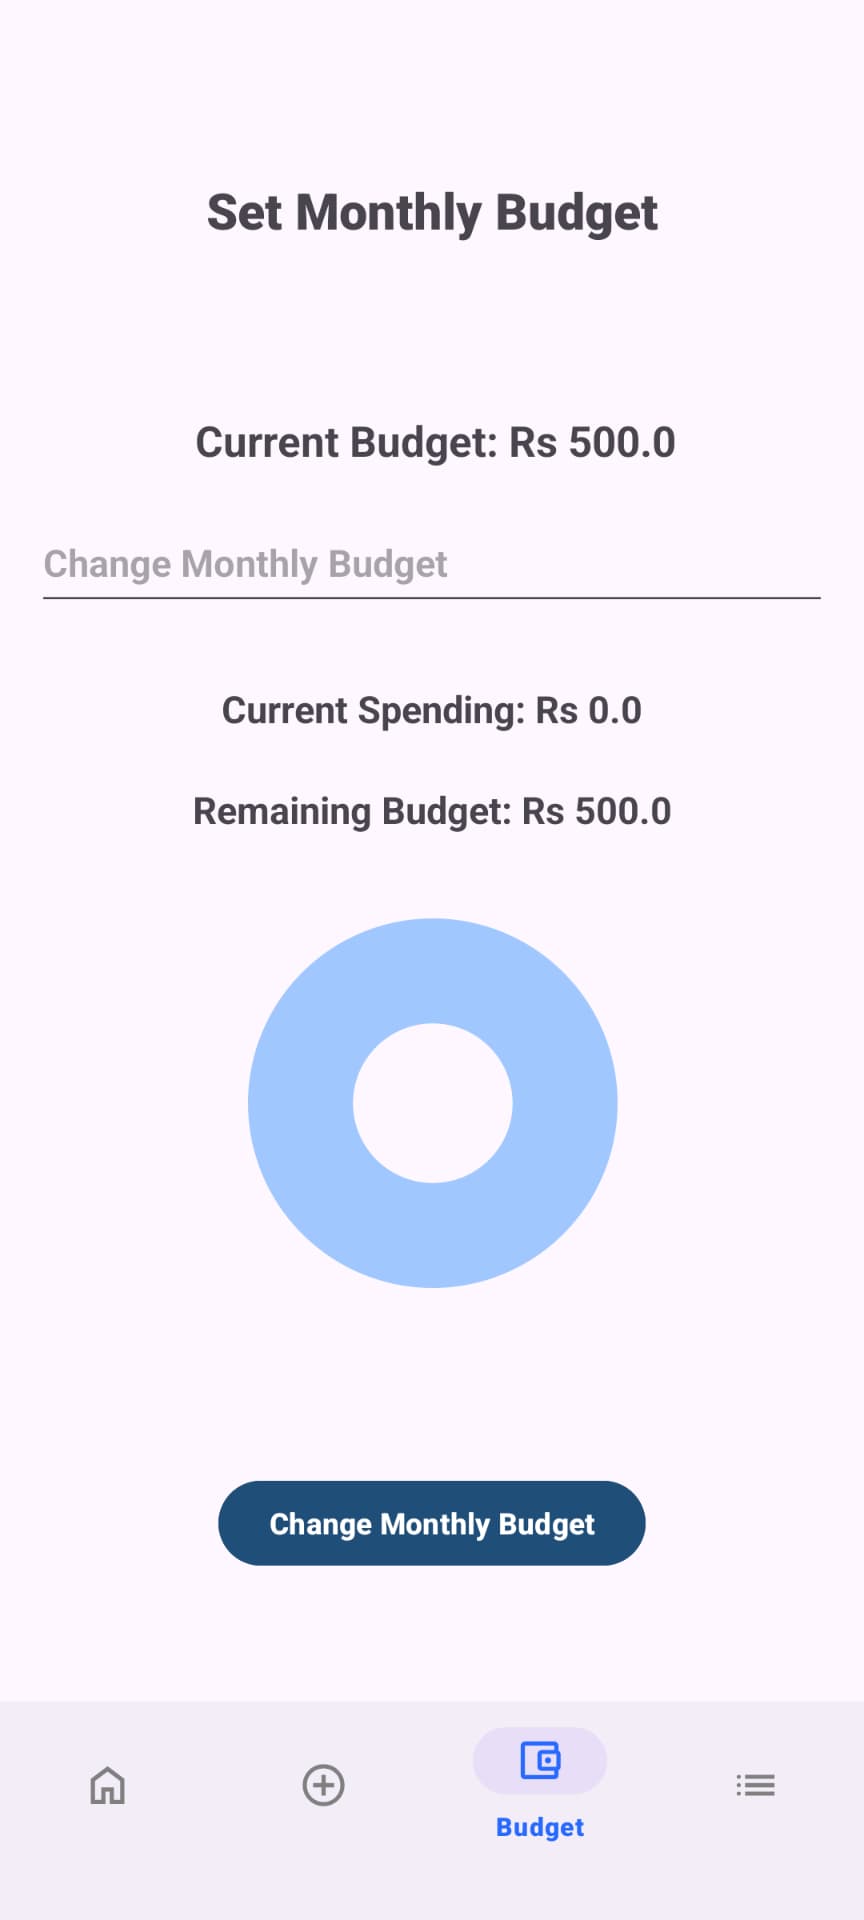 Set Monthly Budget
Current Budget: Rs 500.0
Change Monthly Budget
Current Spending: Rs 0.0
Remaining Budget: Rs 500.0
Change Monthly Budget
Budget